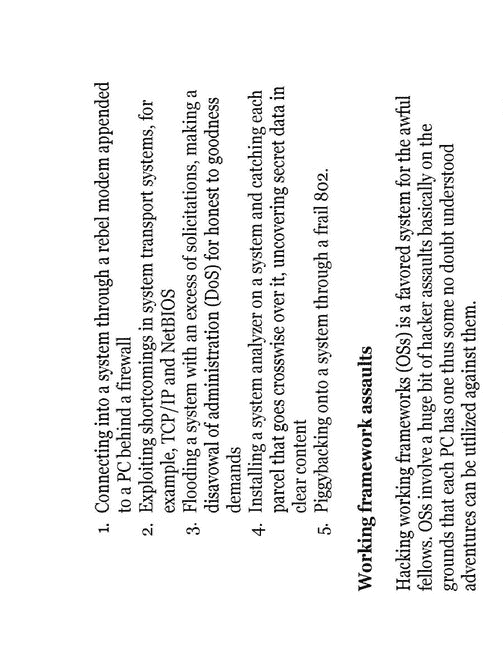 1. Connecting into a system through a rebel modem appended
to a PC behind a firewall
2. Exploiting shortcomings in system transport systems, for
example, TCP/IP and NetBIOS
3. Flooding a system with an excess of solicitations, making a
disavowal of administration (DoS) for honest to goodness
demands
4. Installing a system analyzer on a system and catching each
parcel that goes crosswise over it, uncovering secret data in
clear content
5. Piggybacking onto a system through a frail 802.
Working framework assaults
Hacking working frameworks (OSs) is a favored system for the awful
fellows. OSs involve a huge bit of hacker assaults basically on the
grounds that each PC has one thus some no doubt understood
adventures can be utilized against them.